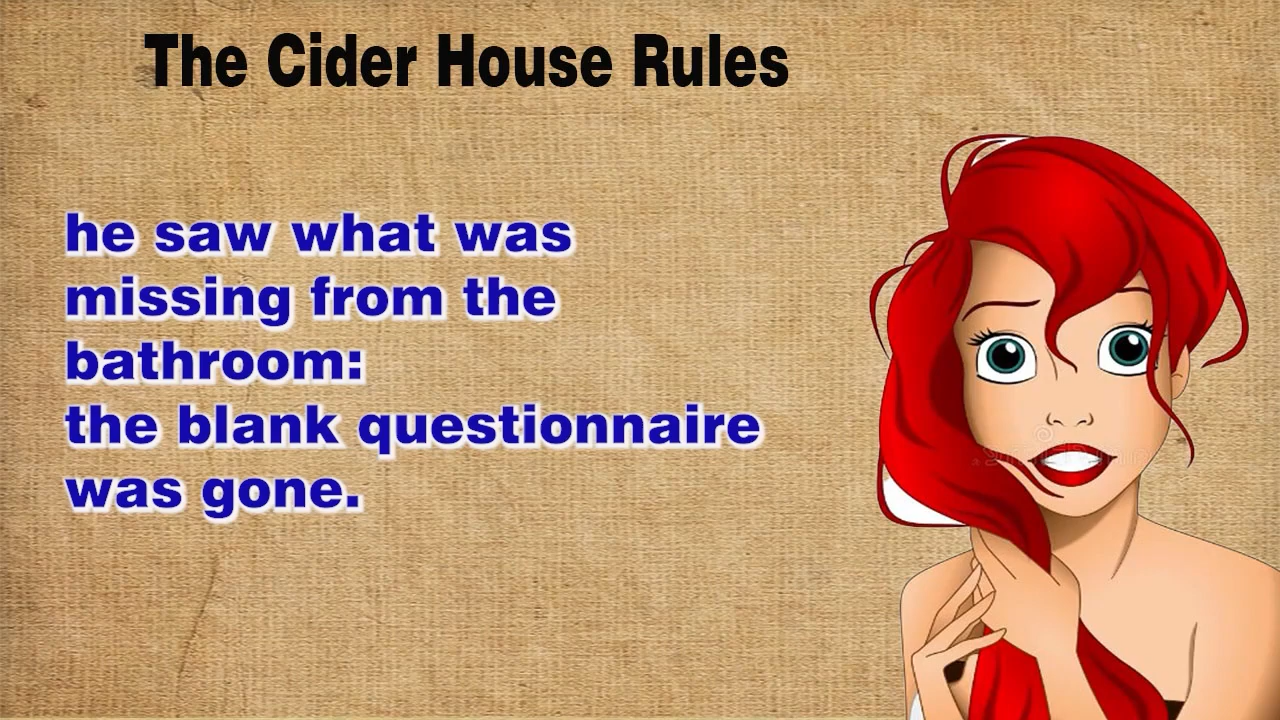 The Cider House Rules
he saw what was
missing from the
bathroom:
the blank questionnaire
was gone.